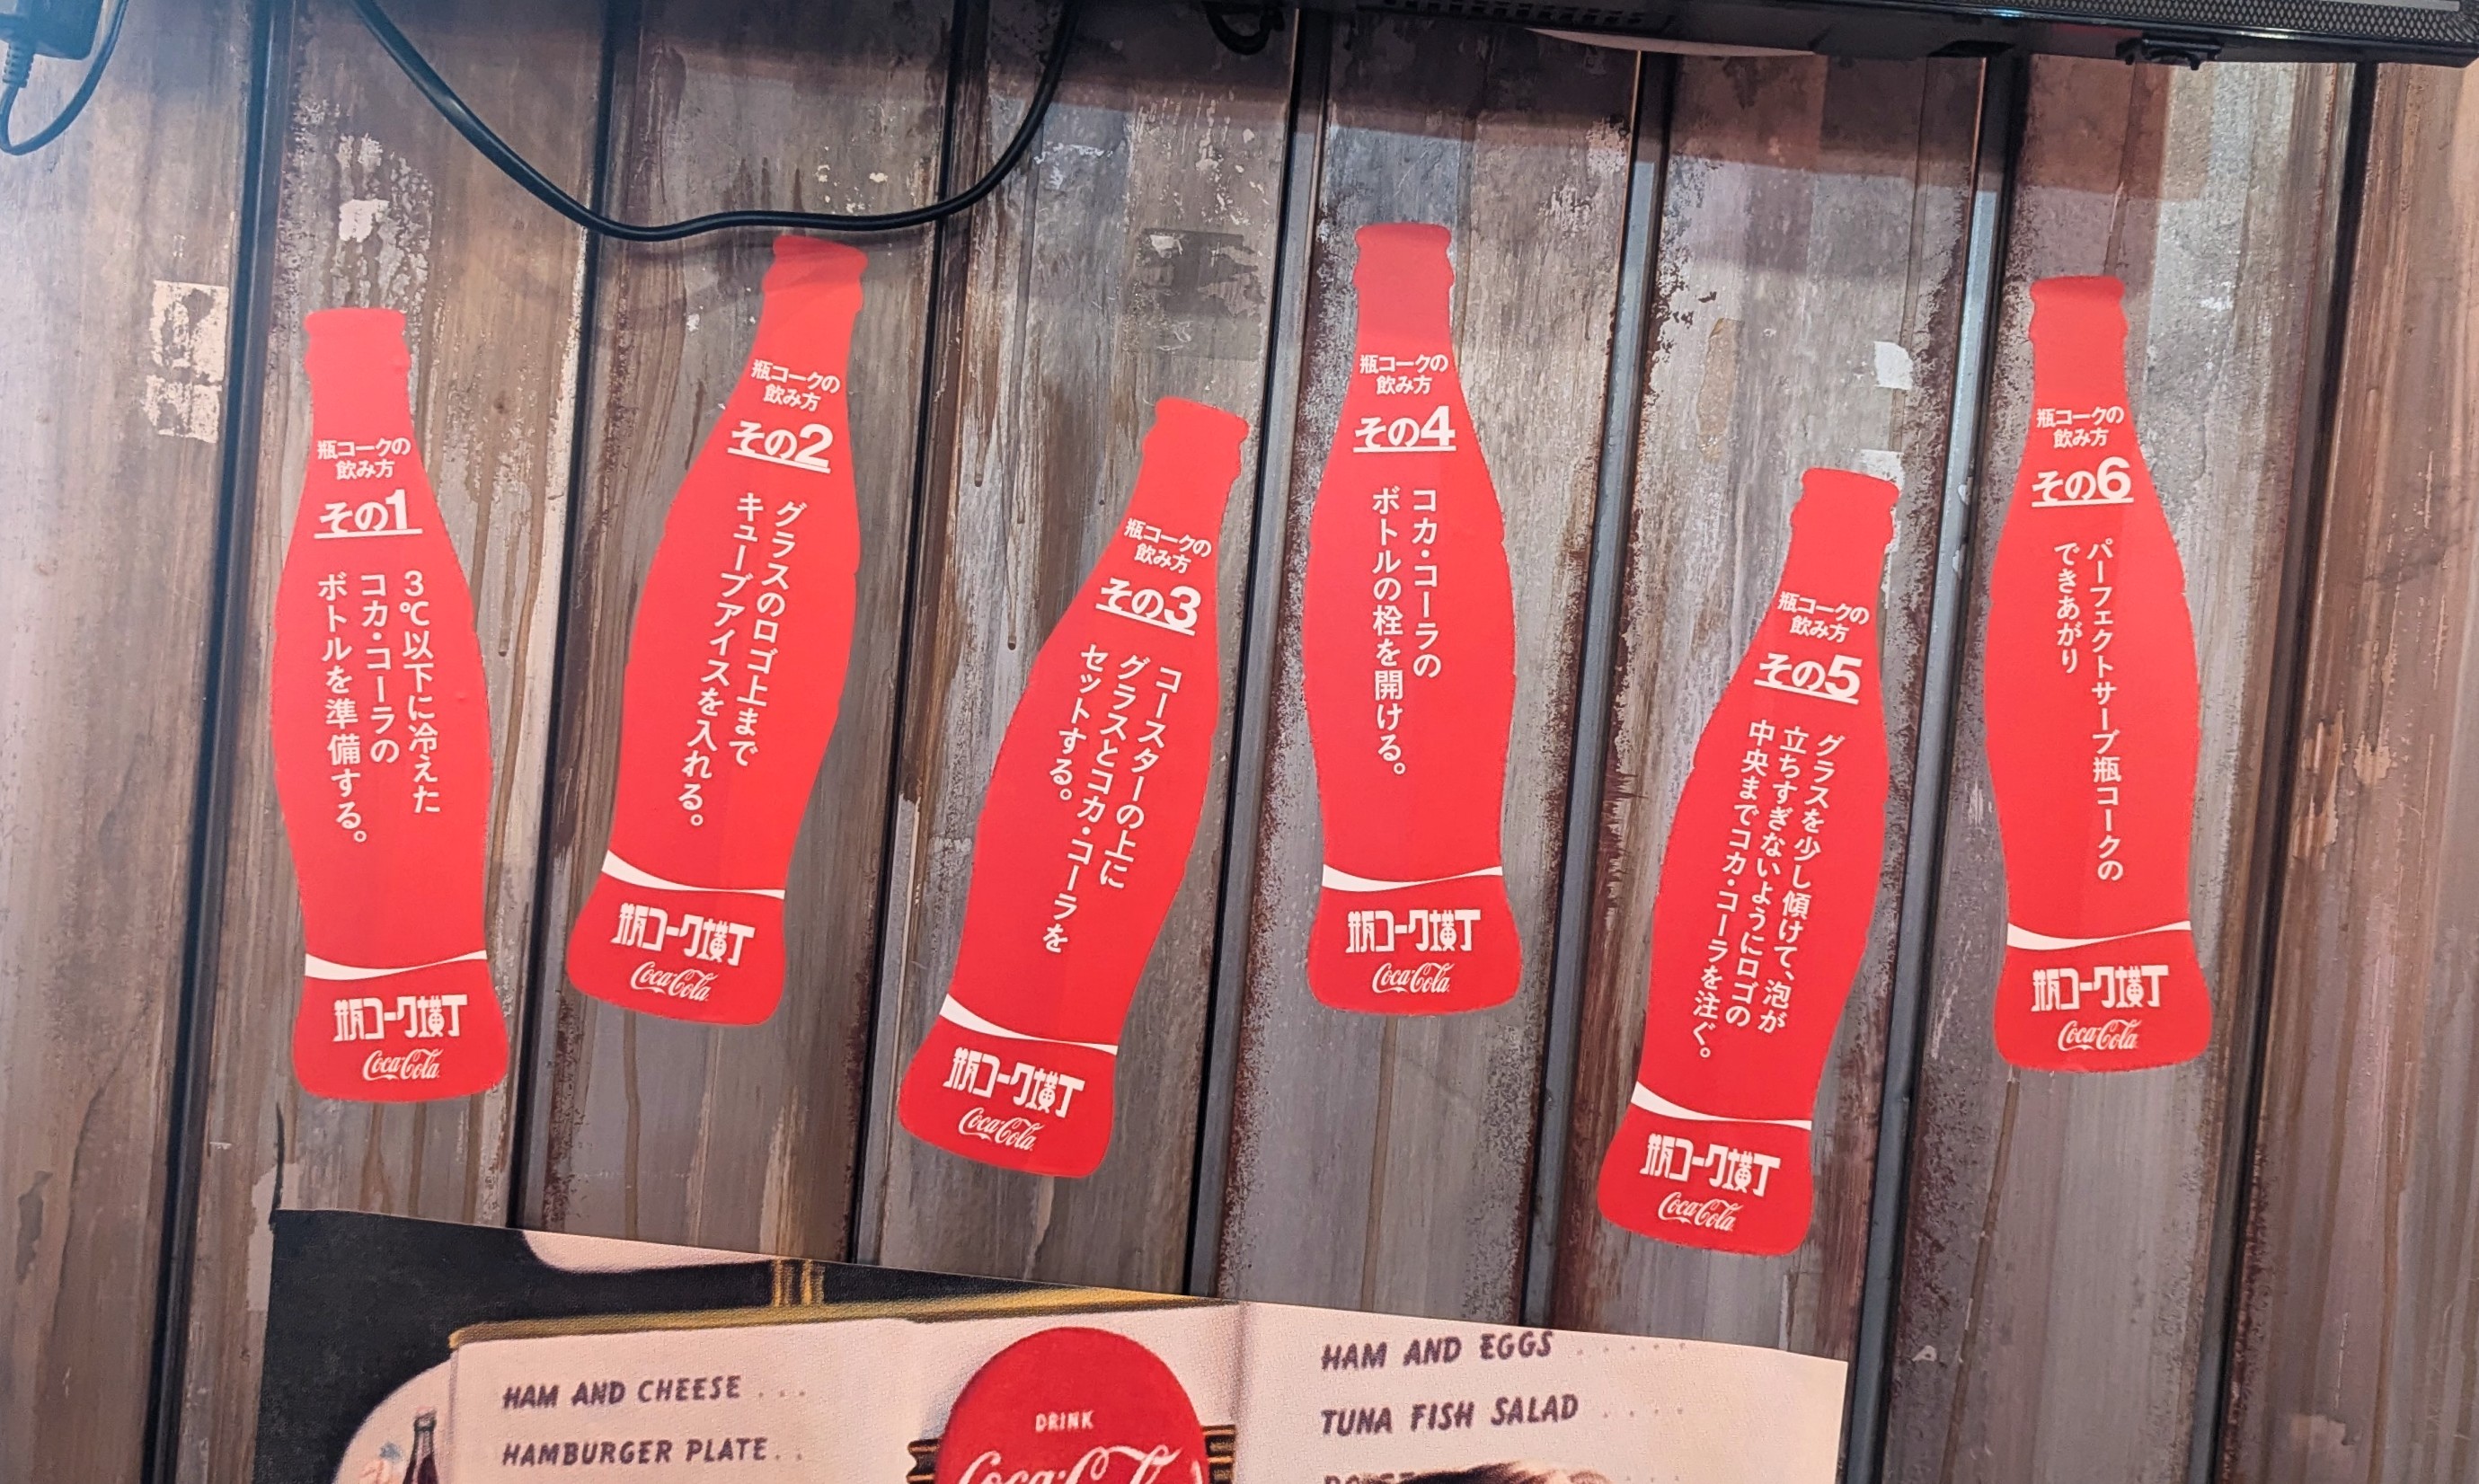 瓶コークの
飲み方
その1
3℃以下に冷えた
コカ・コーラの
ボトルを準備する。
瓶コーク横丁
Coca-Cola
瓶コークの
飲み方
その2
グラスのロゴ上まで
キューブアイスを入れる。
瓶コーク横丁
Coca-Cola
瓶コークの
飲み方
その3
コースターの上に
グラスとコカ・コーラを
セットする。
瓶コーク横丁
Coca-Cola
瓶コークの
飲み方
その4
コカ・コーラの
ボトルの栓を開ける。
瓶コーク横丁
Coca-Cola
瓶コークの
飲み方
その5
グラスを少し傾けて、泡が
立ちすぎないようにロゴの
中央までコカ・コーラを注ぐ。
瓶コーク横丁
Coca-Cola
瓶コークの
飲み方
その6
パーフェクトサーブ瓶コークの
できあがり
瓶コーク横丁
Coca-Cola
HAM AND CHEESE ...
HAMBURGER PLATE..
DRINK
Coca-Cola
HAM AND EGGS .....
TUNA FISH SALAD ....